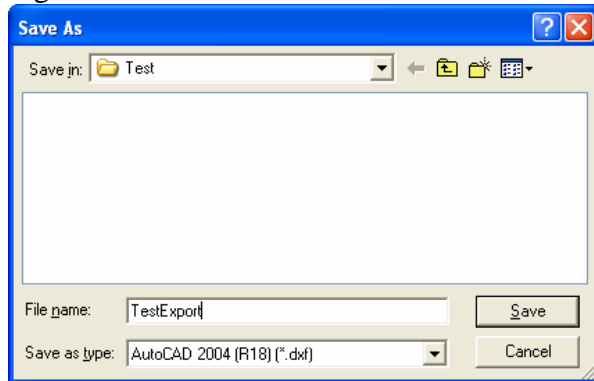 Save As
Save in: Test
File name: TestExport
Save
Save as type: AutoCAD 2004 (R18) (*.dxf)
Cancel